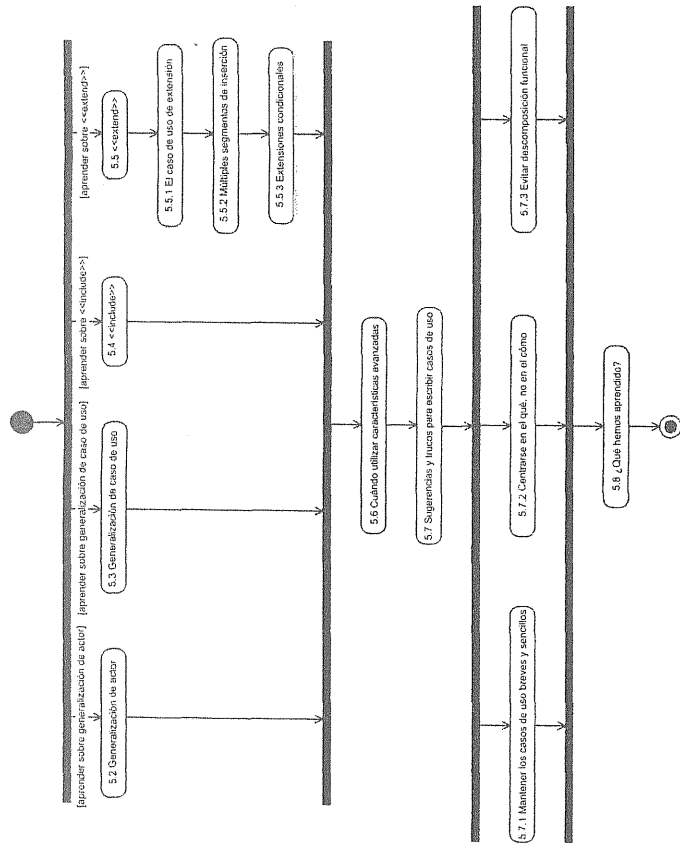 [aprender sobre generalización de actor]
[aprender sobre generalización de caso de uso]
[aprender sobre <<include>>]
[aprender sobre <<extend>>]
5.2 Generalización de actor
5.3 Generalización de caso de uso
5.4 <<include>>
5.5 <<extend>>
5.5.1 El caso de uso de extensión
5.5.2 Múltiples segmentos de inserción
5.5.3 Extensiones condicionales
5.6 Cuándo utilizar características avanzadas
5.7 Sugerencias y trucos para escribir casos de uso
5.7.1 Mantener los casos de uso breves y sencillos
5.7.2 Centrarse en el qué, no en el cómo
5.7.3 Evitar descomposición funcional
5.8 ¿Qué hemos aprendido?